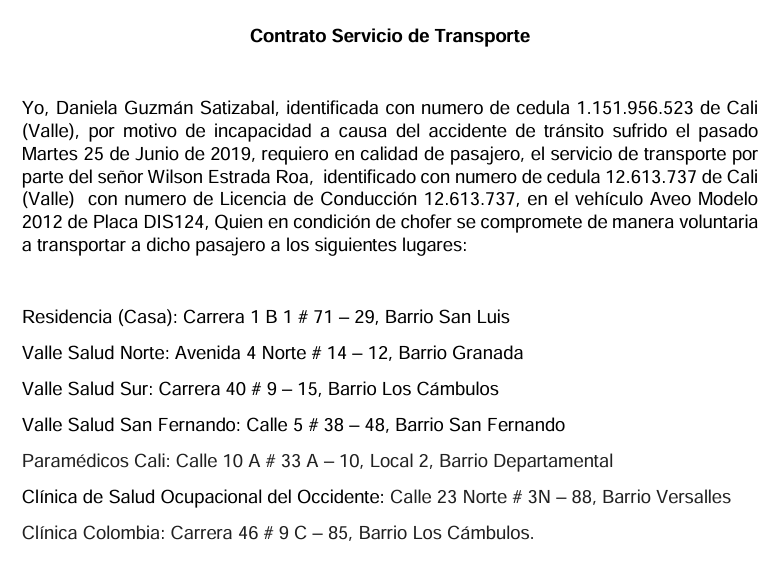 Contrato Servicio de Transporte
Yo, Daniela Guzmán Satizabal, identificada con numero de cedula 1.151.956.523 de Cali
(Valle), por motivo de incapacidad a causa del accidente de tránsito sufrido el pasado
Martes 25 de Junio de 2019, requiero en calidad de pasajero, el servicio de transporte por
parte del señor Wilson Estrada Roa, identificado con numero de cedula 12.613.737 de Cali
(Valle) con numero de Licencia de Conducción 12.613.737, en el vehículo Aveo Modelo
2012 de Placa DIS124, Quien en condición de chofer se compromete de manera voluntaria
a transportar a dicho pasajero a los siguientes lugares:
Residencia (Casa): Carrera 1 B 1 # 71 – 29, Barrio San Luis
Valle Salud Norte: Avenida 4 Norte # 14 – 12, Barrio Granada
Valle Salud Sur: Carrera 40 # 9 – 15, Barrio Los Cámbulos
Valle Salud San Fernando: Calle 5 # 38 – 48, Barrio San Fernando
Paramédicos Cali: Calle 10 A # 33 A – 10, Local 2, Barrio Departamental
Clínica de Salud Ocupacional del Occidente: Calle 23 Norte # 3N – 88, Barrio Versalles
Clínica Colombia: Carrera 46 # 9 C – 85, Barrio Los Cámbulos.